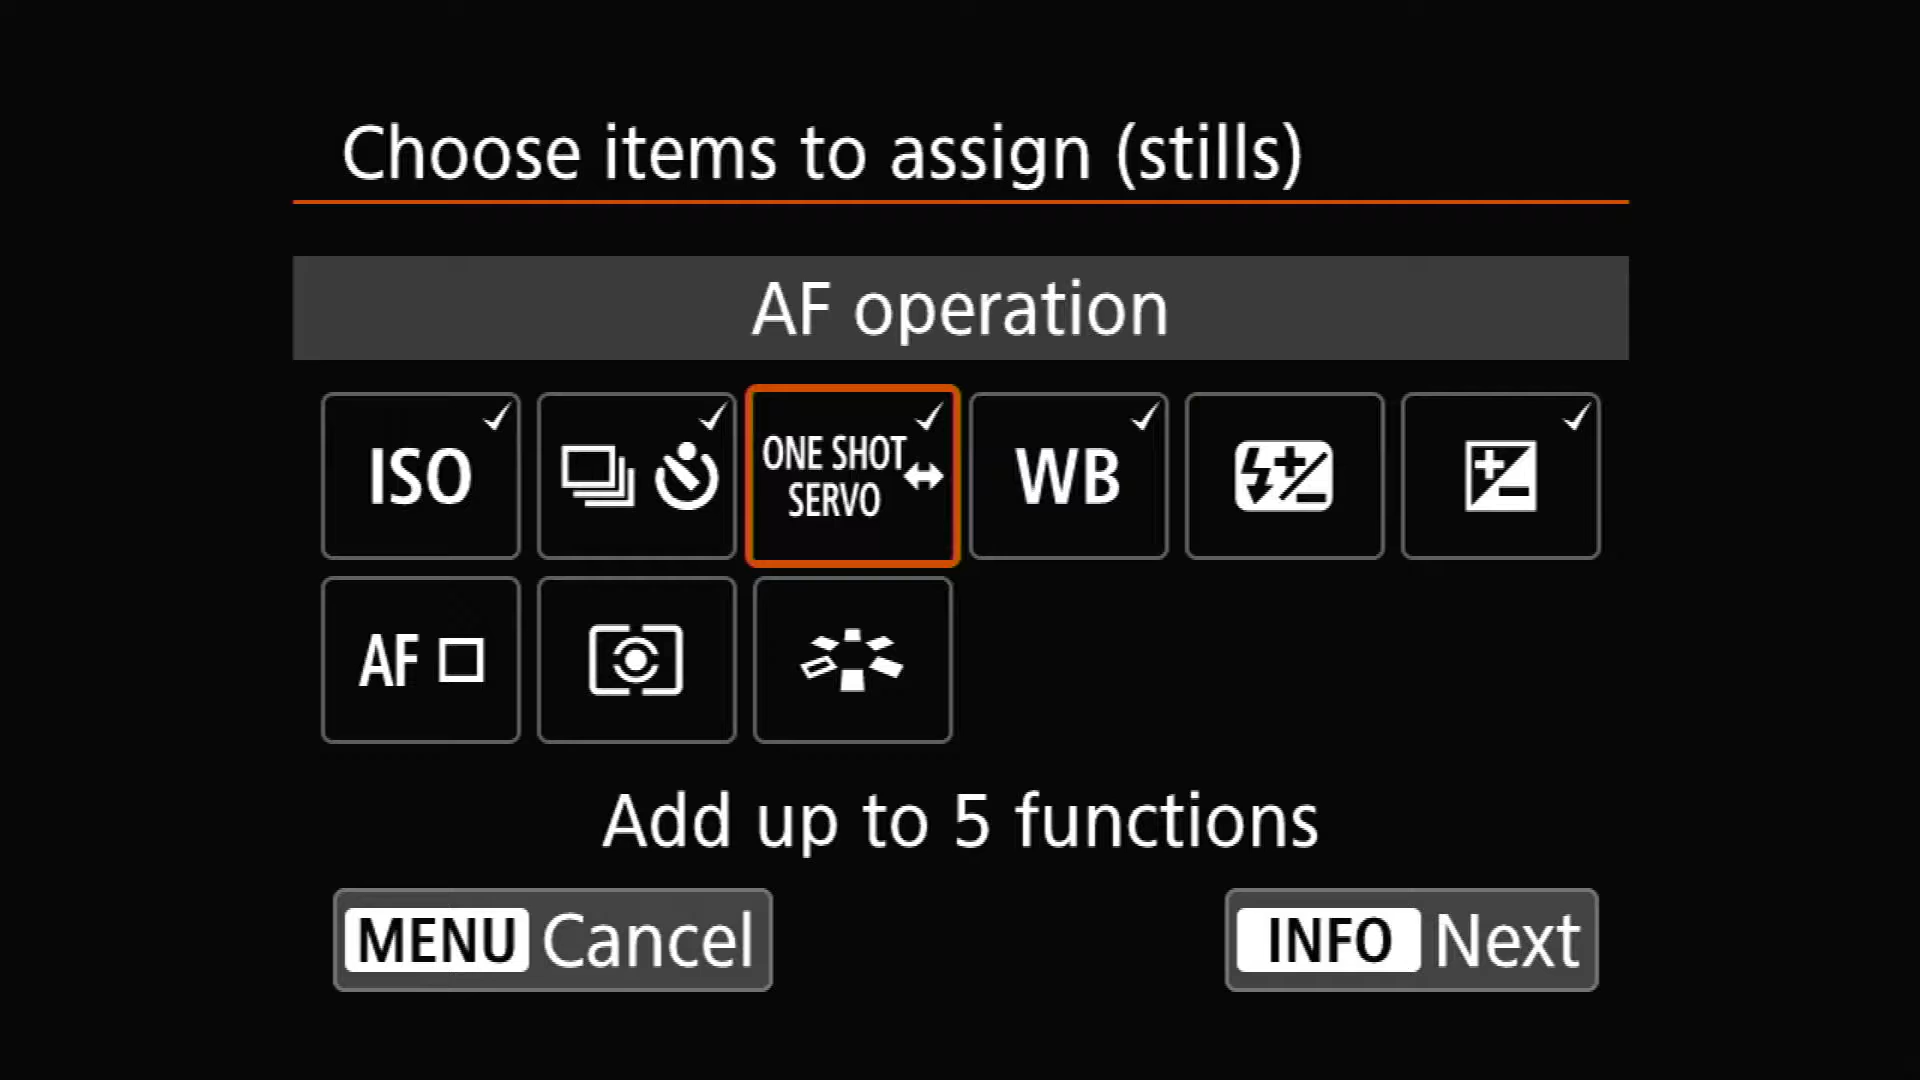 Choose items to assign (stills)
AF operation
ISO
ONE SHOT
SERVO
WB
AF
Add up to 5 functions
MENU Cancel
INFO Next